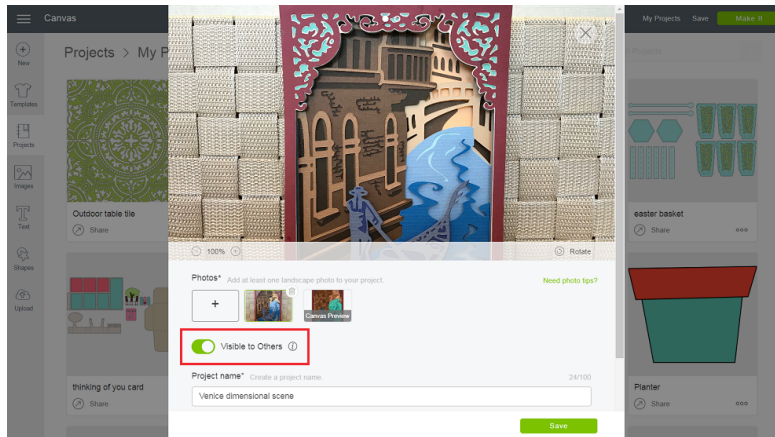 Canvas
My Projects Save Make It
Projects > My P
New
Templates
Projects
Images
Text
Shapes
Upload
Outdoor table tile
Share
thinking of you card
Share
100%
Rotate
Photos* Add at least one landscape photo to your project.
Need photo tips?
+
Canvas Preview
Visible to Others
Project name* Create a project name.
24/100
Venice dimensional scene
Save
easter basket
Share
Planter
Share